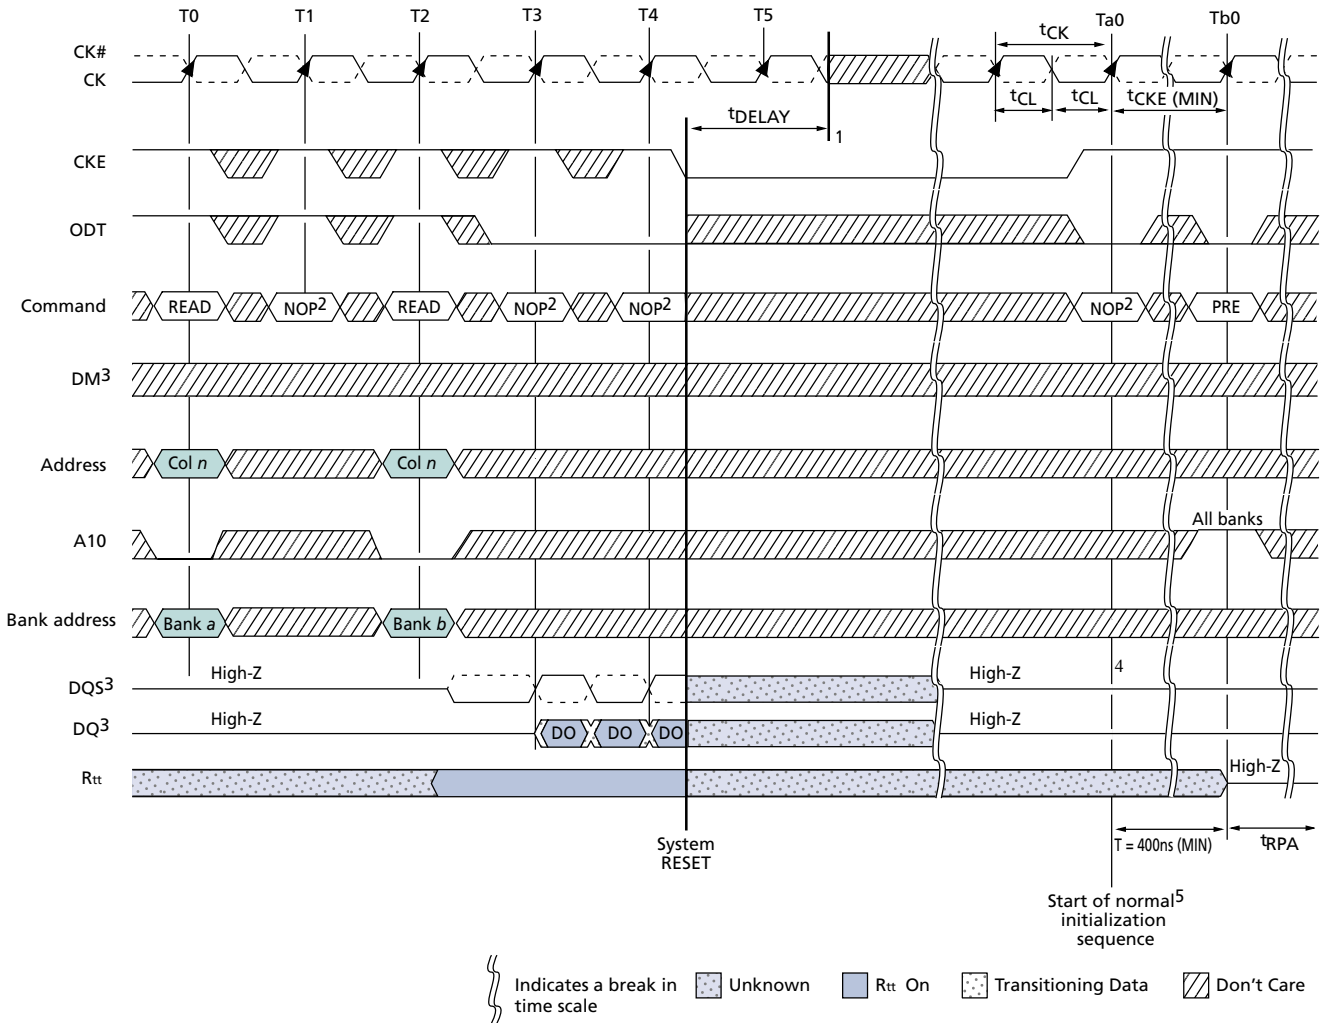 T0 T1 T2 T3 T4 T5 Ta0 Tb0
CK#
CK
tCK
tCL tCL tCKE (MIN)
tDELAY
1
CKE
ODT
Command READ NOP2 READ NOP2 NOP2 NOP2 PRE
DM3
Address Col n Col n
All banks
A10
Bank address Bank a Bank b
DQS3 High-Z High-Z 4
DQ3 High-Z DO DO DO High-Z
Rtt High-Z
System
RESET
T = 400ns (MIN) tRPA
Start of normal5
initialization
sequence
Indicates a break in
time scale
Unknown
Rtt On
Transitioning Data
Don't Care